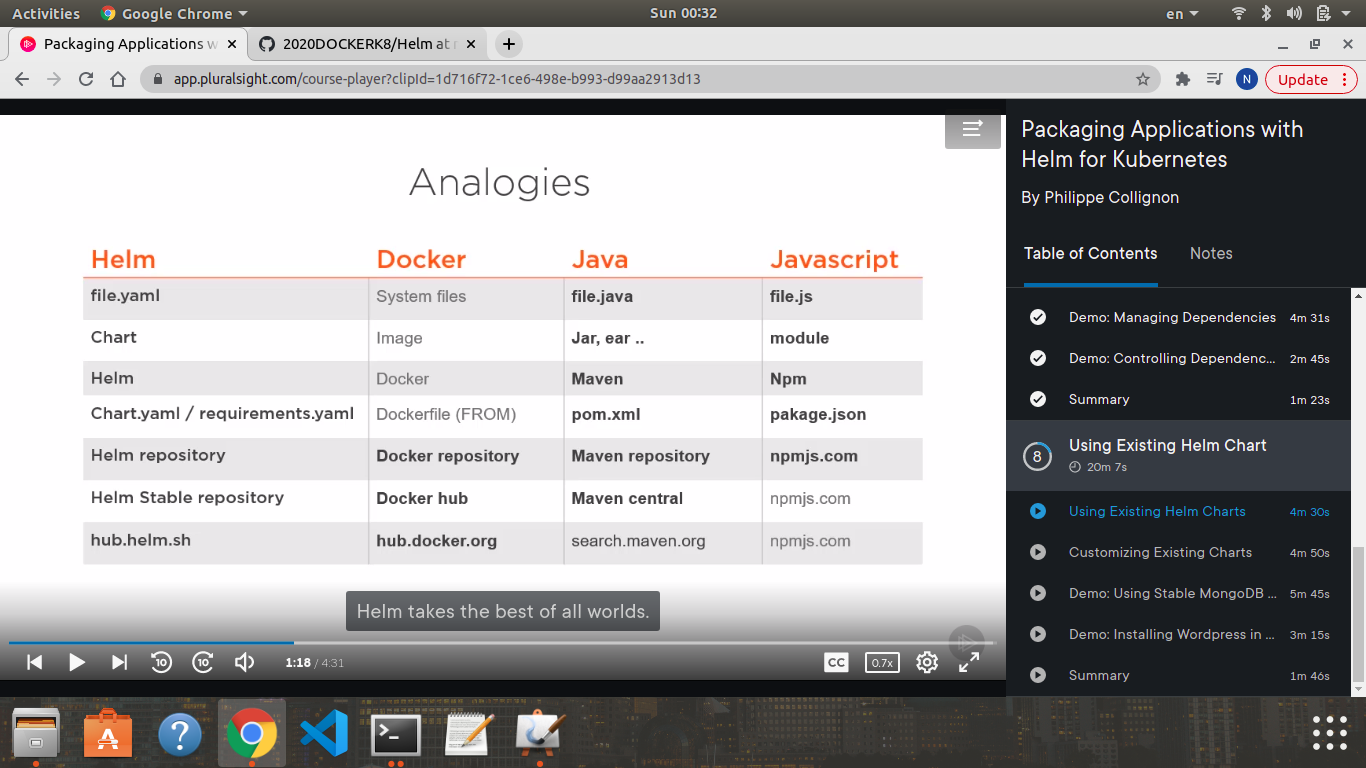 Activities Google Chrome Sun 00:32 en
Packaging Applications w 2020DOCKERK8/Helm at
app.pluralsight.com/course-player?clipId=1d716f72-1ce6-498e-b993-d99aa2913d13 N Update
Analogies
Helm Docker Java Javascript
file.yaml System files file.java file.js
Chart Image Jar, ear .. module
Helm Docker Maven Npm
Chart.yaml / requirements.yaml Dockerfile (FROM) pom.xml pakage.json
Helm repository Docker repository Maven repository npmjs.com
Helm Stable repository Docker hub Maven central npmjs.com
hub.helm.sh hub.docker.org search.maven.org npmjs.com
Helm takes the best of all worlds.
10 10 1:18 / 4:31 CC 0.7x
Packaging Applications with
Helm for Kubernetes
By Philippe Collignon
Table of Contents Notes
Demo: Managing Dependencies 4m 31s
Demo: Controlling Dependenc... 2m 45s
Summary 1m 23s
8 Using Existing Helm Chart
20m 7s
Using Existing Helm Charts 4m 30s
Customizing Existing Charts 4m 50s
Demo: Using Stable MongoDB ... 5m 45s
Demo: Installing Wordpress in ... 3m 15s
Summary 1m 46s